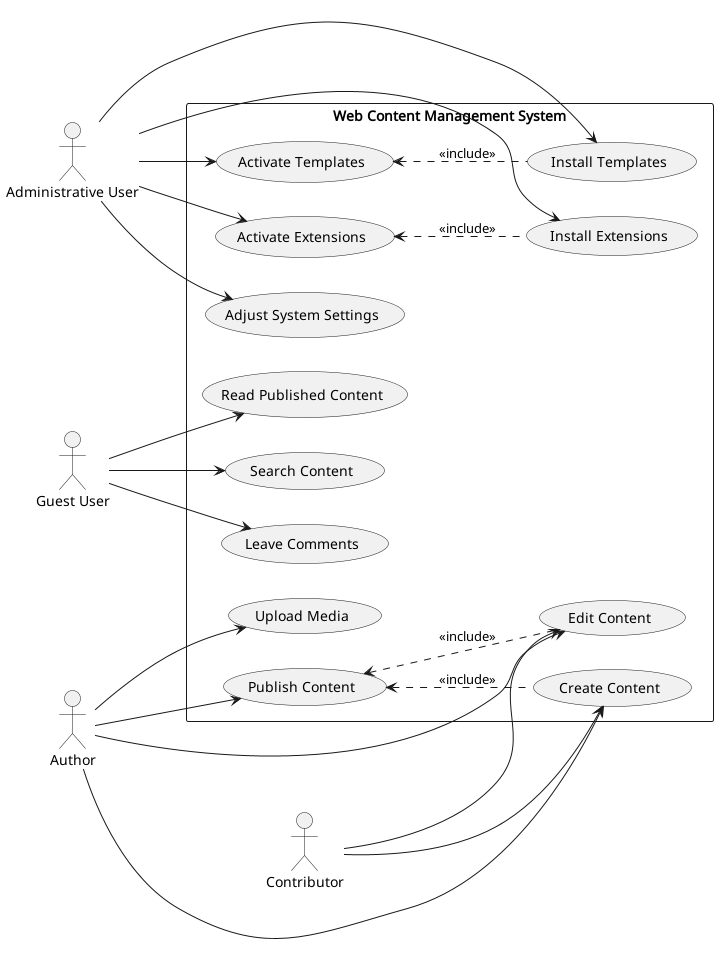 Web Content Management System
Activate Templates
«include»
Install Templates
Administrative User
Activate Extensions
«include»
Install Extensions
Adjust System Settings
Read Published Content
Search Content
Guest User
Leave Comments
Upload Media
Edit Content
«include»
Publish Content
«include»
Create Content
Author
Contributor